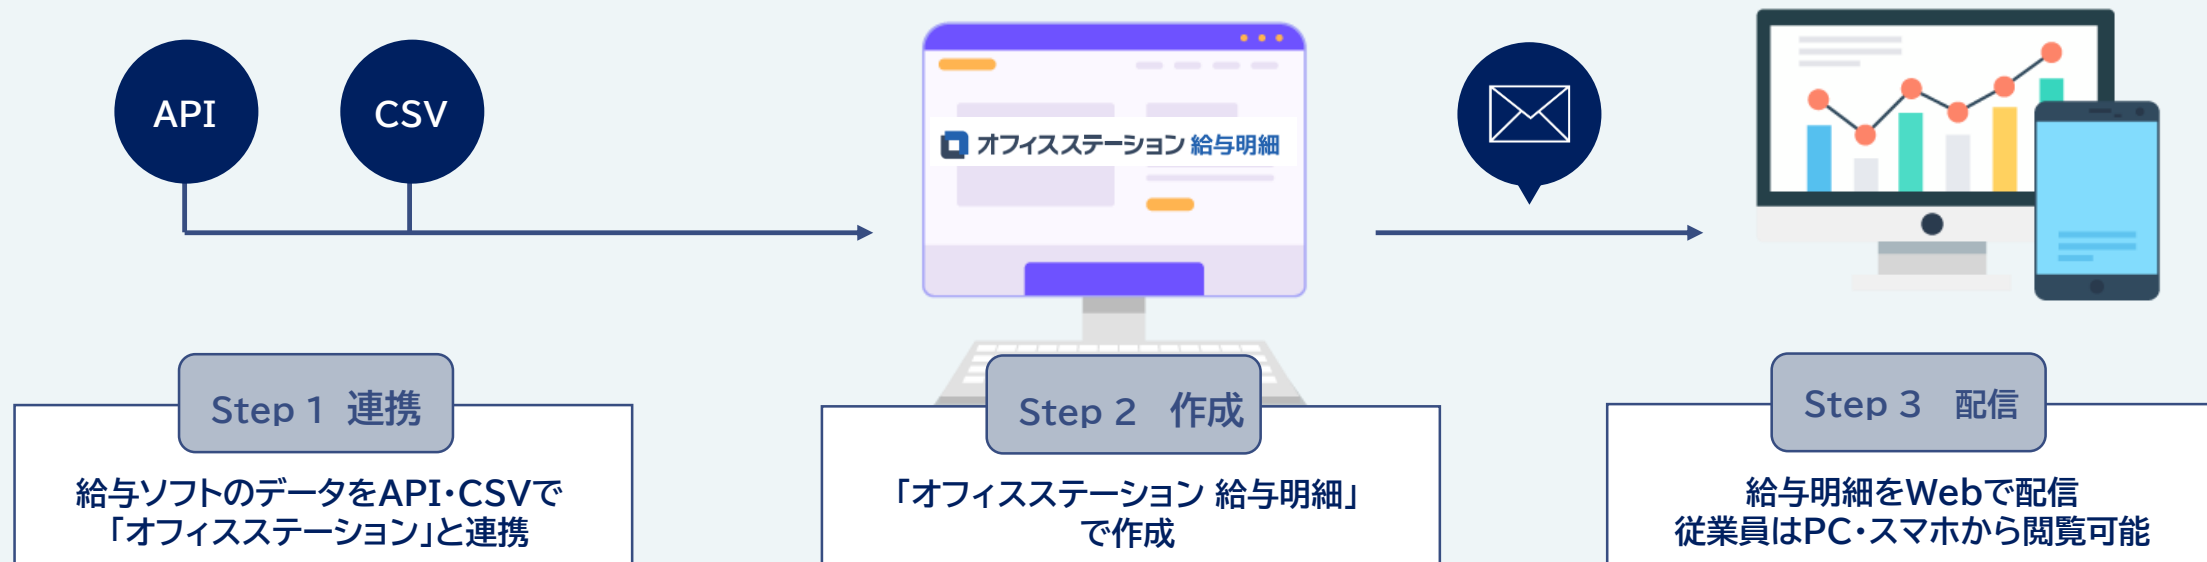 API
CSV
オフィスステーション 給与明細
Step 1 連携
給与ソフトのデータをAPI・CSVで
「オフィスステーション」と連携
Step 2 作成
「オフィスステーション 給与明細」
で作成
Step 3 配信
給与明細をWebで配信
従業員はPC・スマホから閲覧可能